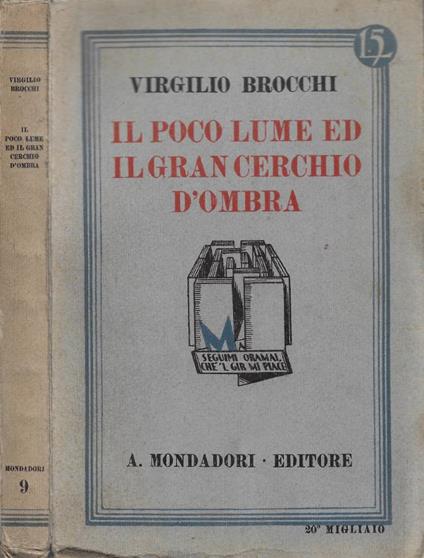 VIRGILIO
BROCCHI
IL
POCO LUME
ED IL GRAN
CERCHIO
D'OMBRA
MONDADORI
9
15
VIRGILIO BROCCHI
IL POCO LUME ED
IL GRAN CERCHIO
D'OMBRA
M
A
SEGUIMI ORAMAI,
CHE 'L GIR MI PIACE
A. MONDADORI · EDITORE
20° MIGLIAIO